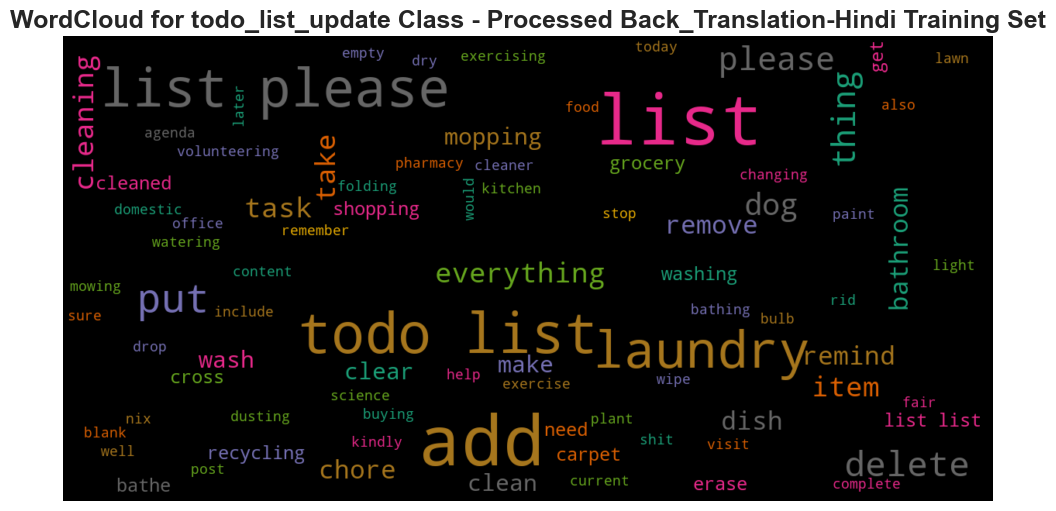 WordCloud for todo_list_update Class - Processed Back_Translation-Hindi Training Set
empty
dry
exercising
today
please
get
lawn
cleaning
list please
later
list
food
thing
also
agenda
volunteering
take
mopping
pharmacy
cleaner
grocery
changing
cleaned
folding
would
kitchen
domestic
office
task
shopping
stop
dog
paint
bathroom
remember
remove
watering
content
everything
washing
light
mowing
put
include
bathing
rid
sure
todo list
bulb
drop
laundry
remind
wash
clear
make
help
wipe
cross
exercise
item
science
fair
nix
dusting
buying
add
plant
dish
list list
blank
kindly
need
shit
visit
well
recycling
carpet
post
chore
delete
bathe
clean
current
erase
complete